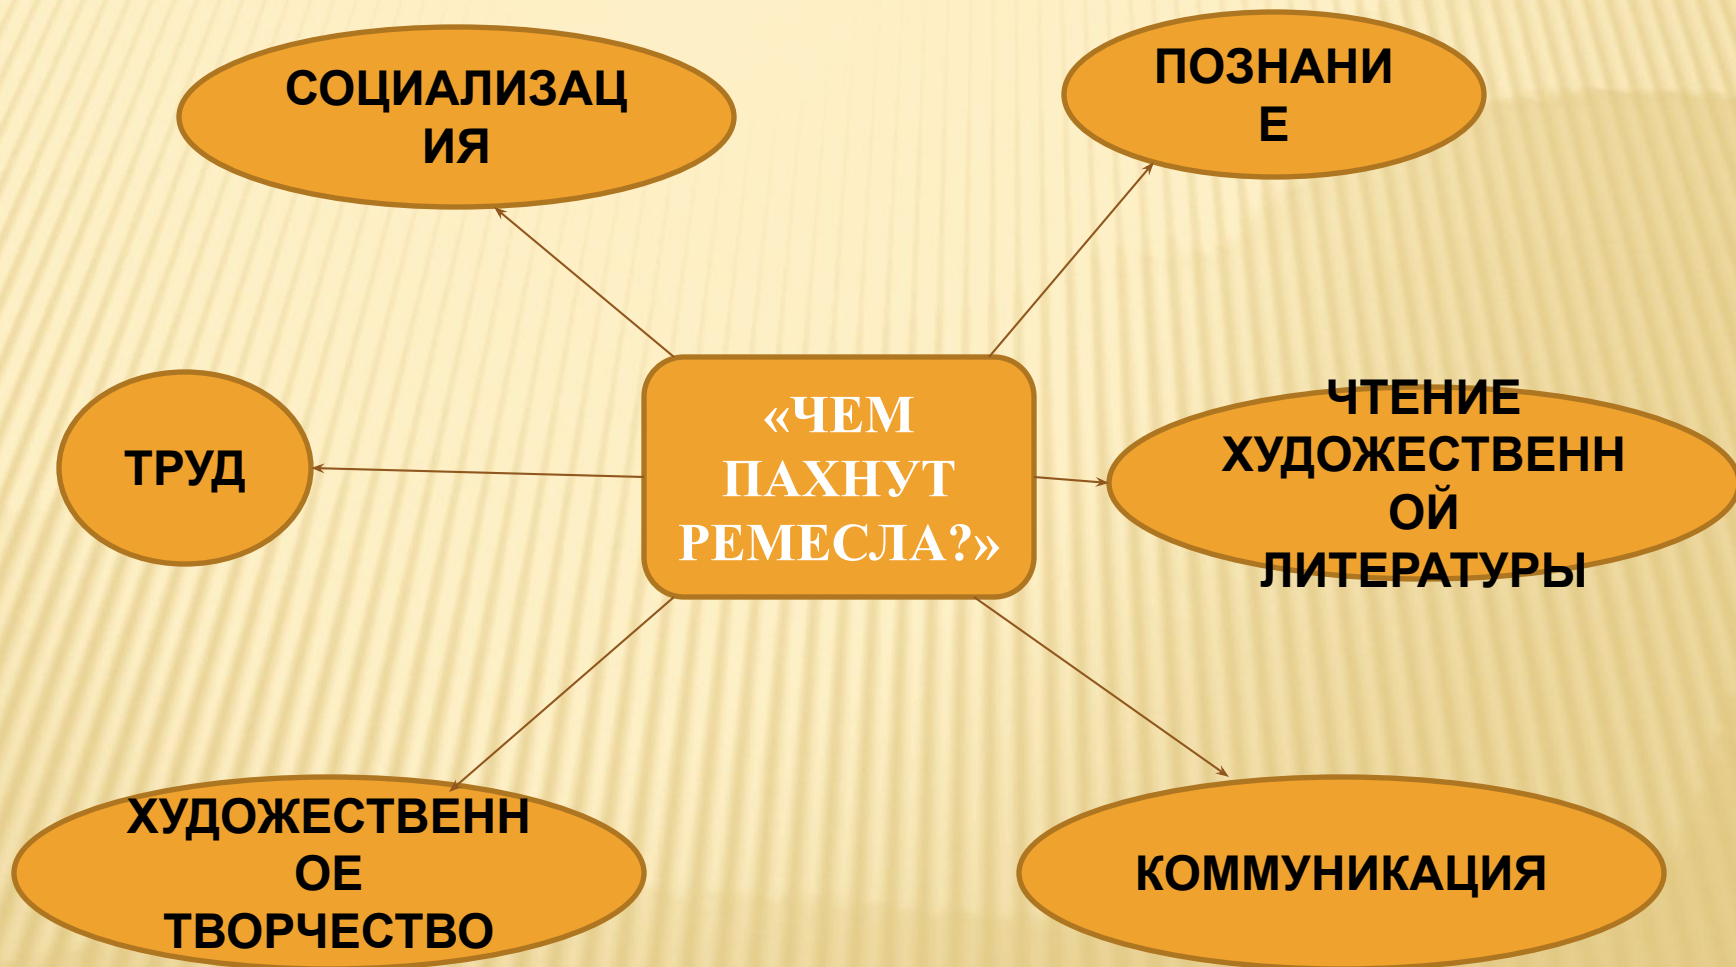 СОЦИАЛИЗАЦ
ИЯ
ПОЗНАНИ
Е
«ЧЕМ
ПАХНУТ
РЕМЕСЛА?»
ТРУД
ЧТЕНИЕ
ХУДОЖЕСТВЕНН
ОЙ
ЛИТЕРАТУРЫ
ХУДОЖЕСТВЕНН
ОЕ
ТВОРЧЕСТВО
КОММУНИКАЦИЯ